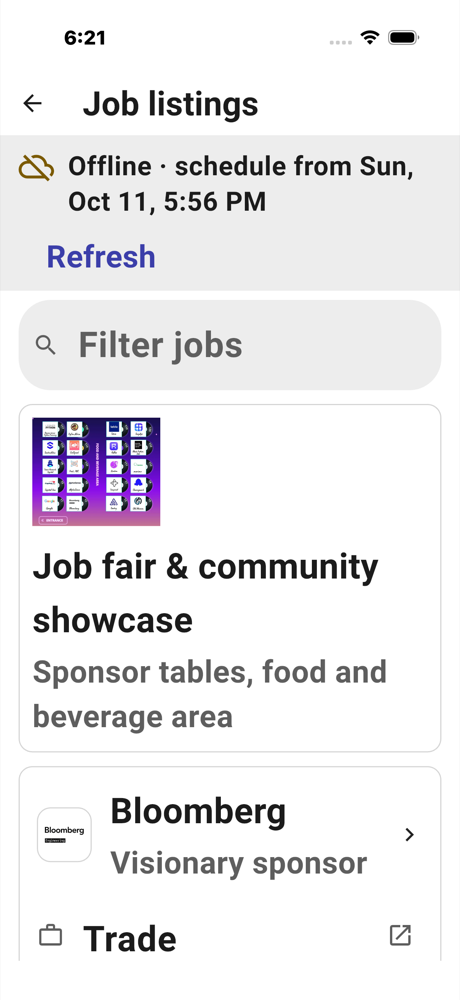 6:21
Job listings
Offline · schedule from Sun,
Oct 11, 5:56 PM
Refresh
Filter jobs
Job fair & community
showcase
Sponsor tables, food and
beverage area
Bloomberg
Bloomberg
Visionary sponsor
Trade